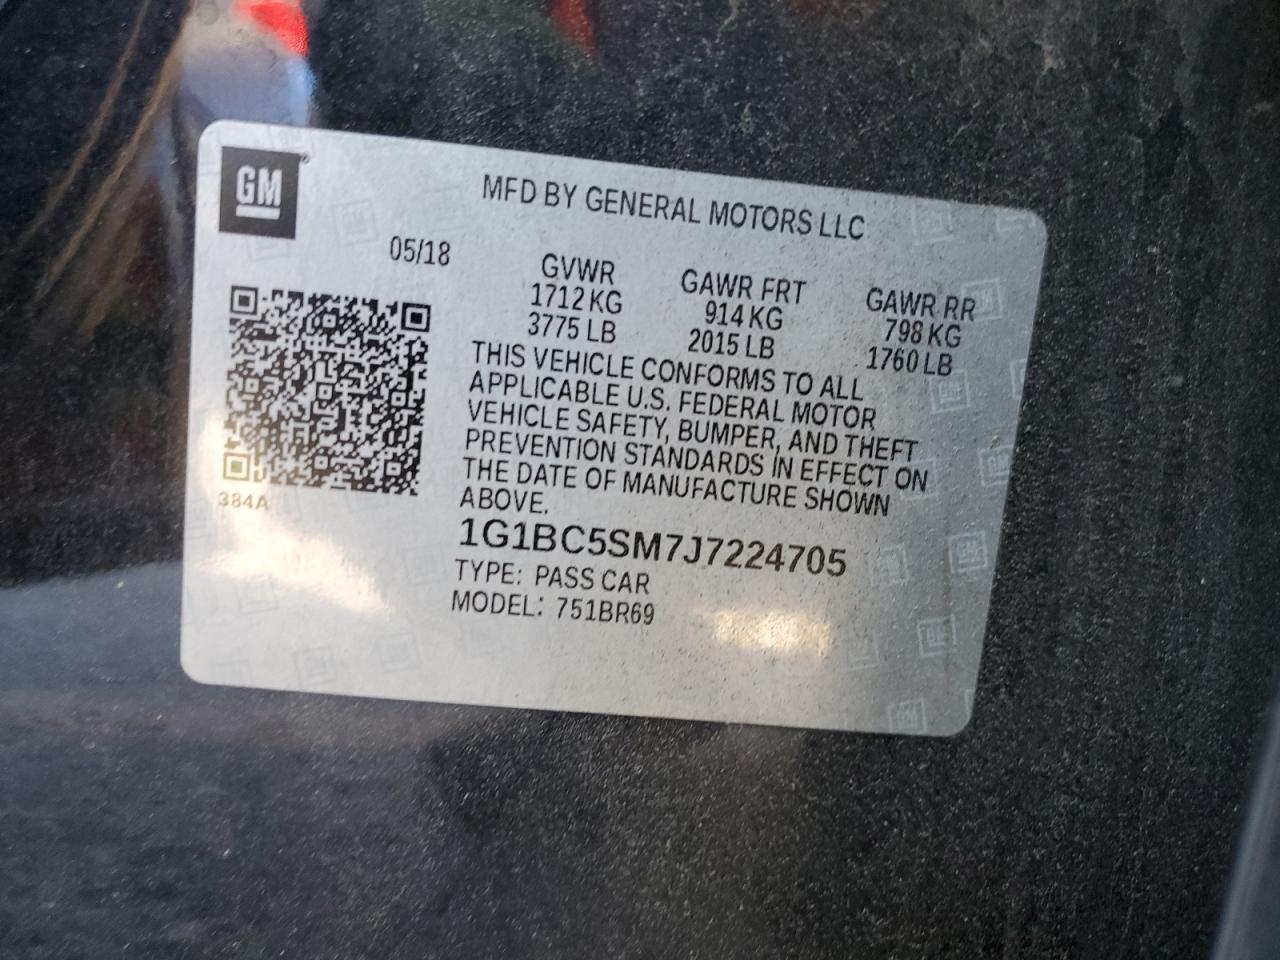 GM®
MFD BY GENERAL MOTORS LLC
05/18
GVWR
1712 KG
3775 LB
GAWR FRT
914 KG
2015 LB
GAWR RR
798 KG
1760 LB
THIS VEHICLE CONFORMS TO ALL
APPLICABLE U.S. FEDERAL MOTOR
VEHICLE SAFETY, BUMPER, AND THEFT
PREVENTION STANDARDS IN EFFECT ON
THE DATE OF MANUFACTURE SHOWN
ABOVE.
384A
1G1BC5SM7J7224705
TYPE: PASS CAR
MODEL: 751BR69